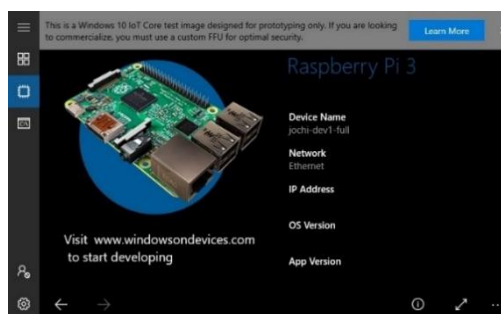 This is a Windows 10 IoT Core test image designed for prototyping only. If you are looking
to commercialize, you must use a custom FFU for optimal security.
Learn More
Raspberry Pi 3
Device Name
jochi-dev1-full
Network
Ethernet
IP Address
OS Version
App Version
Visit www.windowsondevices.com
to start developing